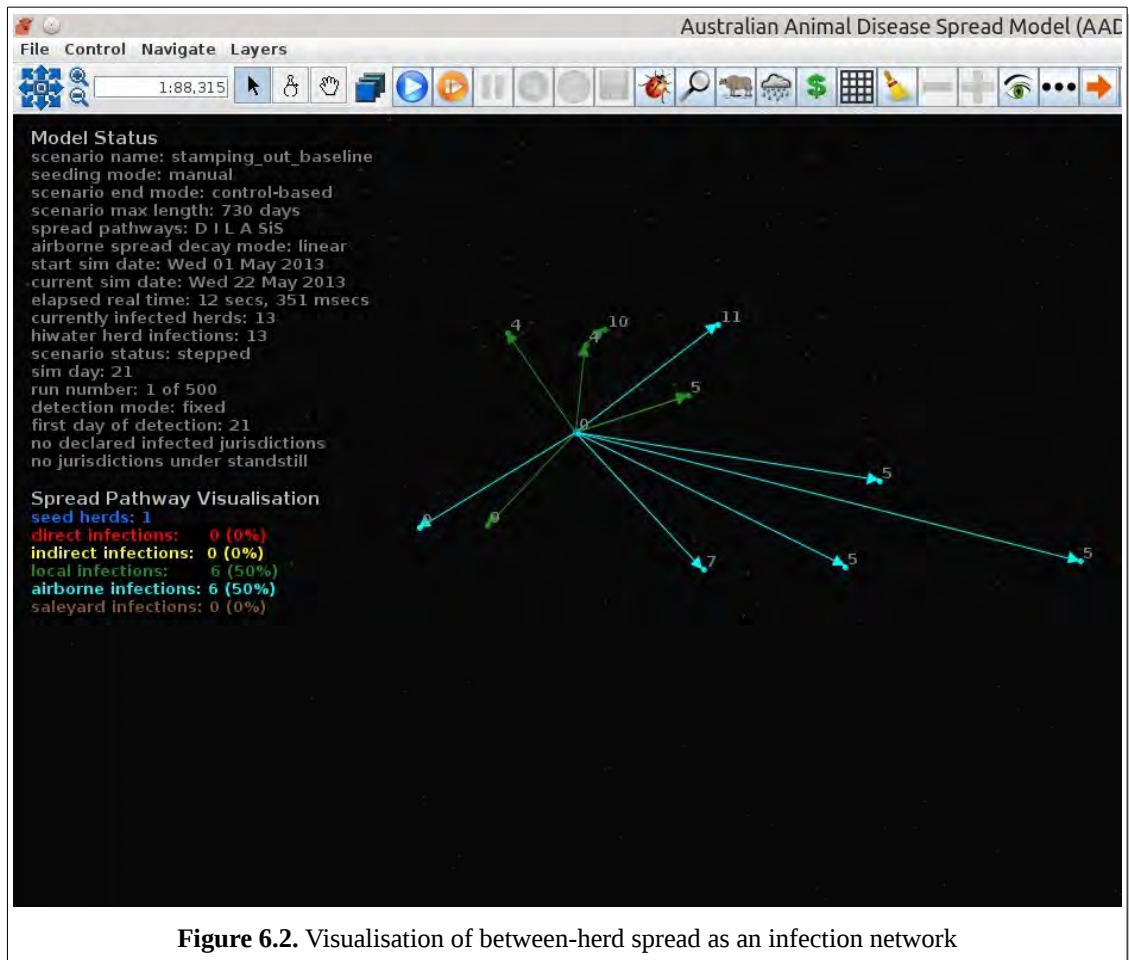 Australian Animal Disease Spread Model (AAD
File Control Navigate Layers
1:88,315
Model Status
scenario name: stamping_out_baseline
seeding mode: manual
scenario end mode: control-based
scenario max length: 730 days
spread pathways: D I L A SiS
airborne spread decay mode: linear
start sim date: Wed 01 May 2013
current sim date: Wed 22 May 2013
elapsed real time: 12 secs, 351 msecs
currently infected herds: 13
hiwater herd infections: 13
scenario status: stepped
sim day: 21
run number: 1 of 500
detection mode: fixed
first day of detection: 21
no declared infected jurisdictions
no jurisdictions under standstill
Spread Pathway Visualisation
seed herds: 1
direct infections: 0 (0%)
indirect infections: 0 (0%)
local infections: 6 (50%)
airborne infections: 6 (50%)
saleyard infections: 0 (0%)
4
10
11
4
5
0
5
9
7
5
5
Figure 6.2. Visualisation of between-herd spread as an infection network